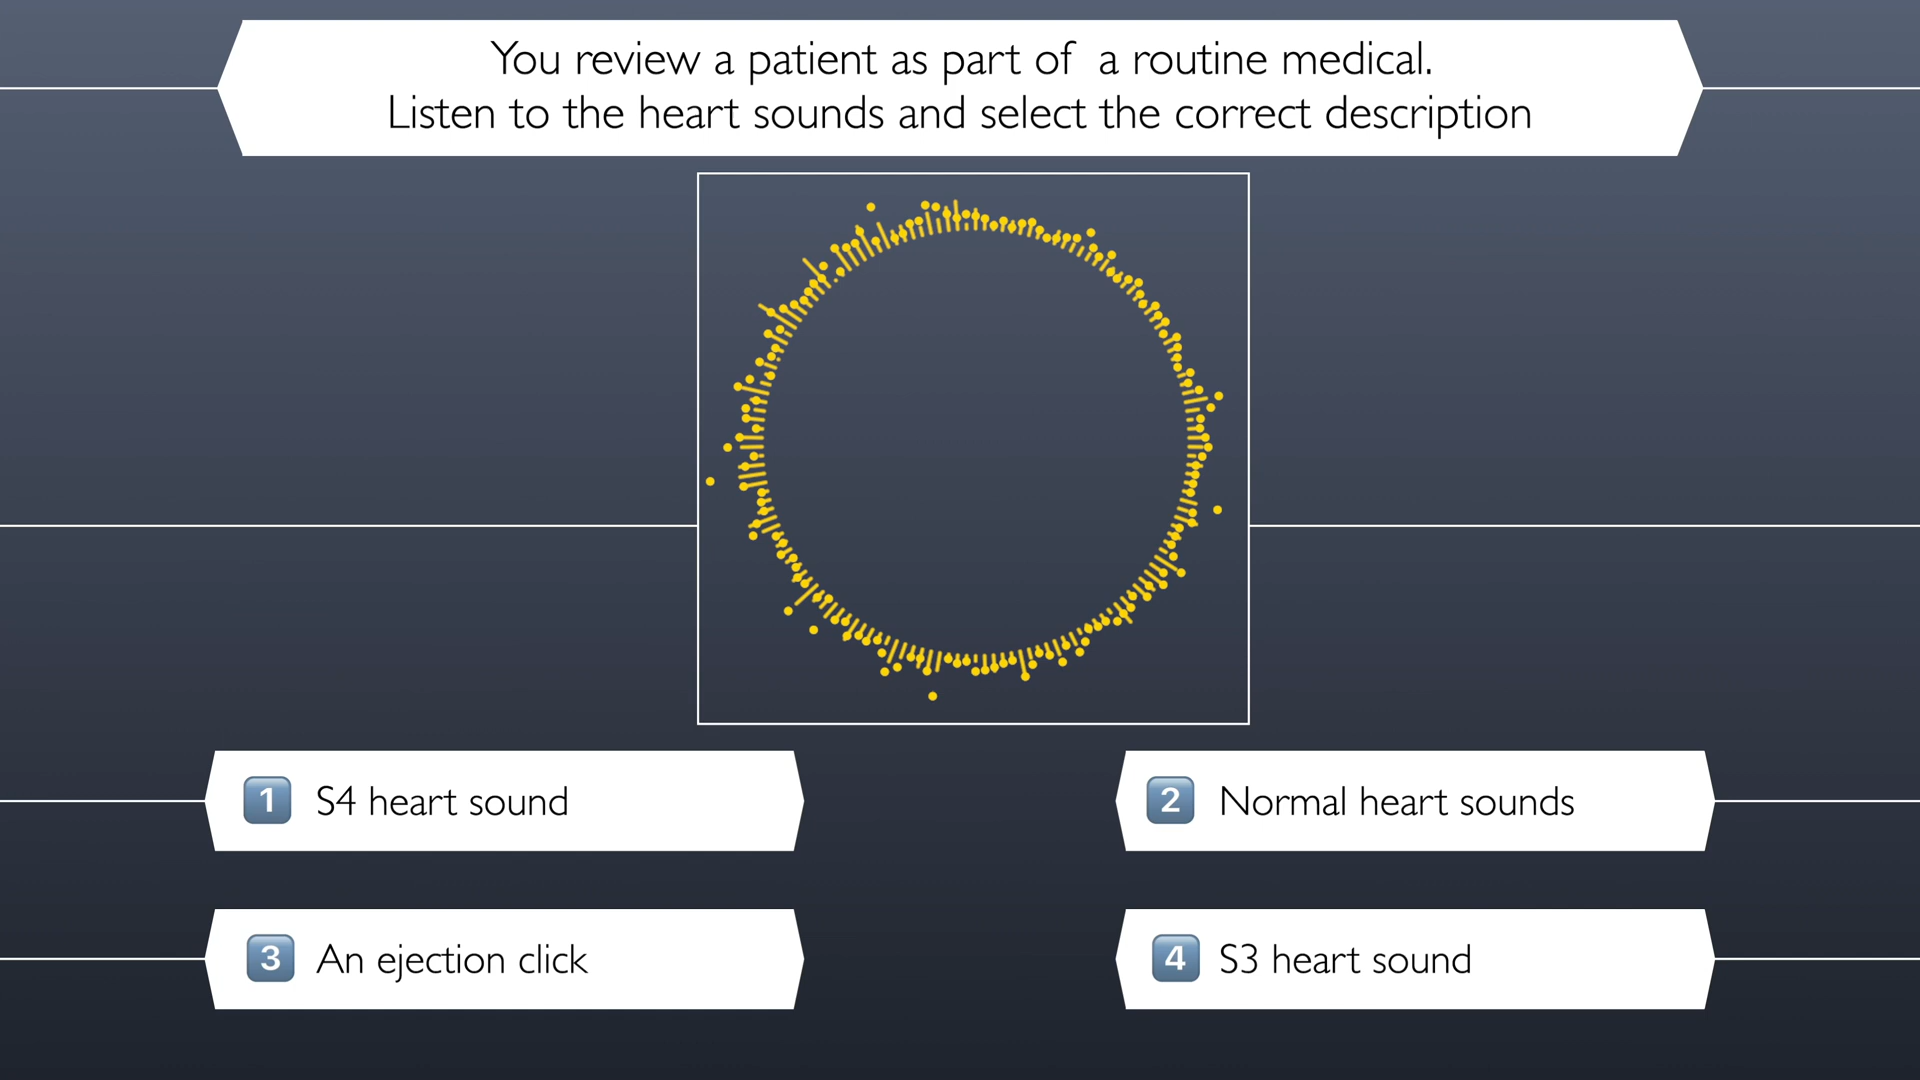 You review a patient as part of a routine medical.
Listen to the heart sounds and select the correct description
1 S4 heart sound
2 Normal heart sounds
3 An ejection click
4 S3 heart sound